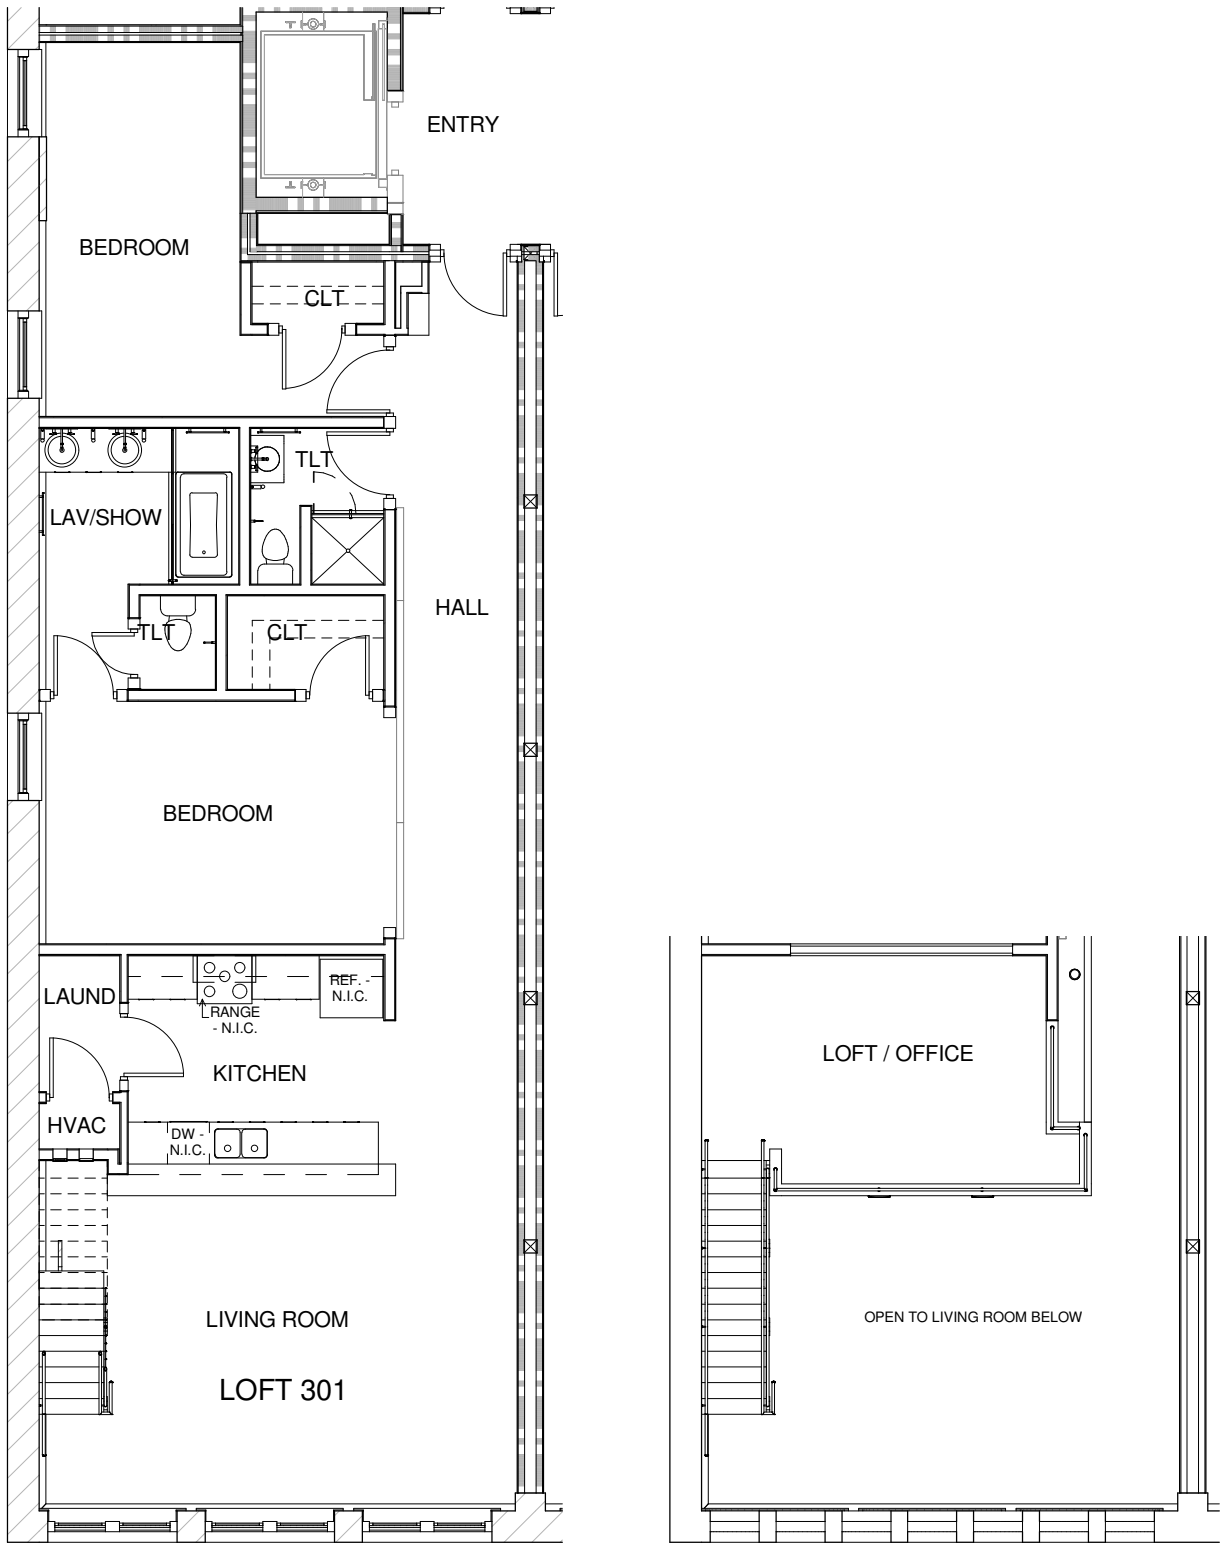 ENTRY
BEDROOM
CLT
TLT
LAV/SHOW
HALL
TLT
CLT
BEDROOM
REF. -
N.I.C.
LAUND
RANGE
- N.I.C.
KITCHEN
HVAC
DW -
N.I.C.
LIVING ROOM
LOFT 301
LOFT / OFFICE
OPEN TO LIVING ROOM BELOW